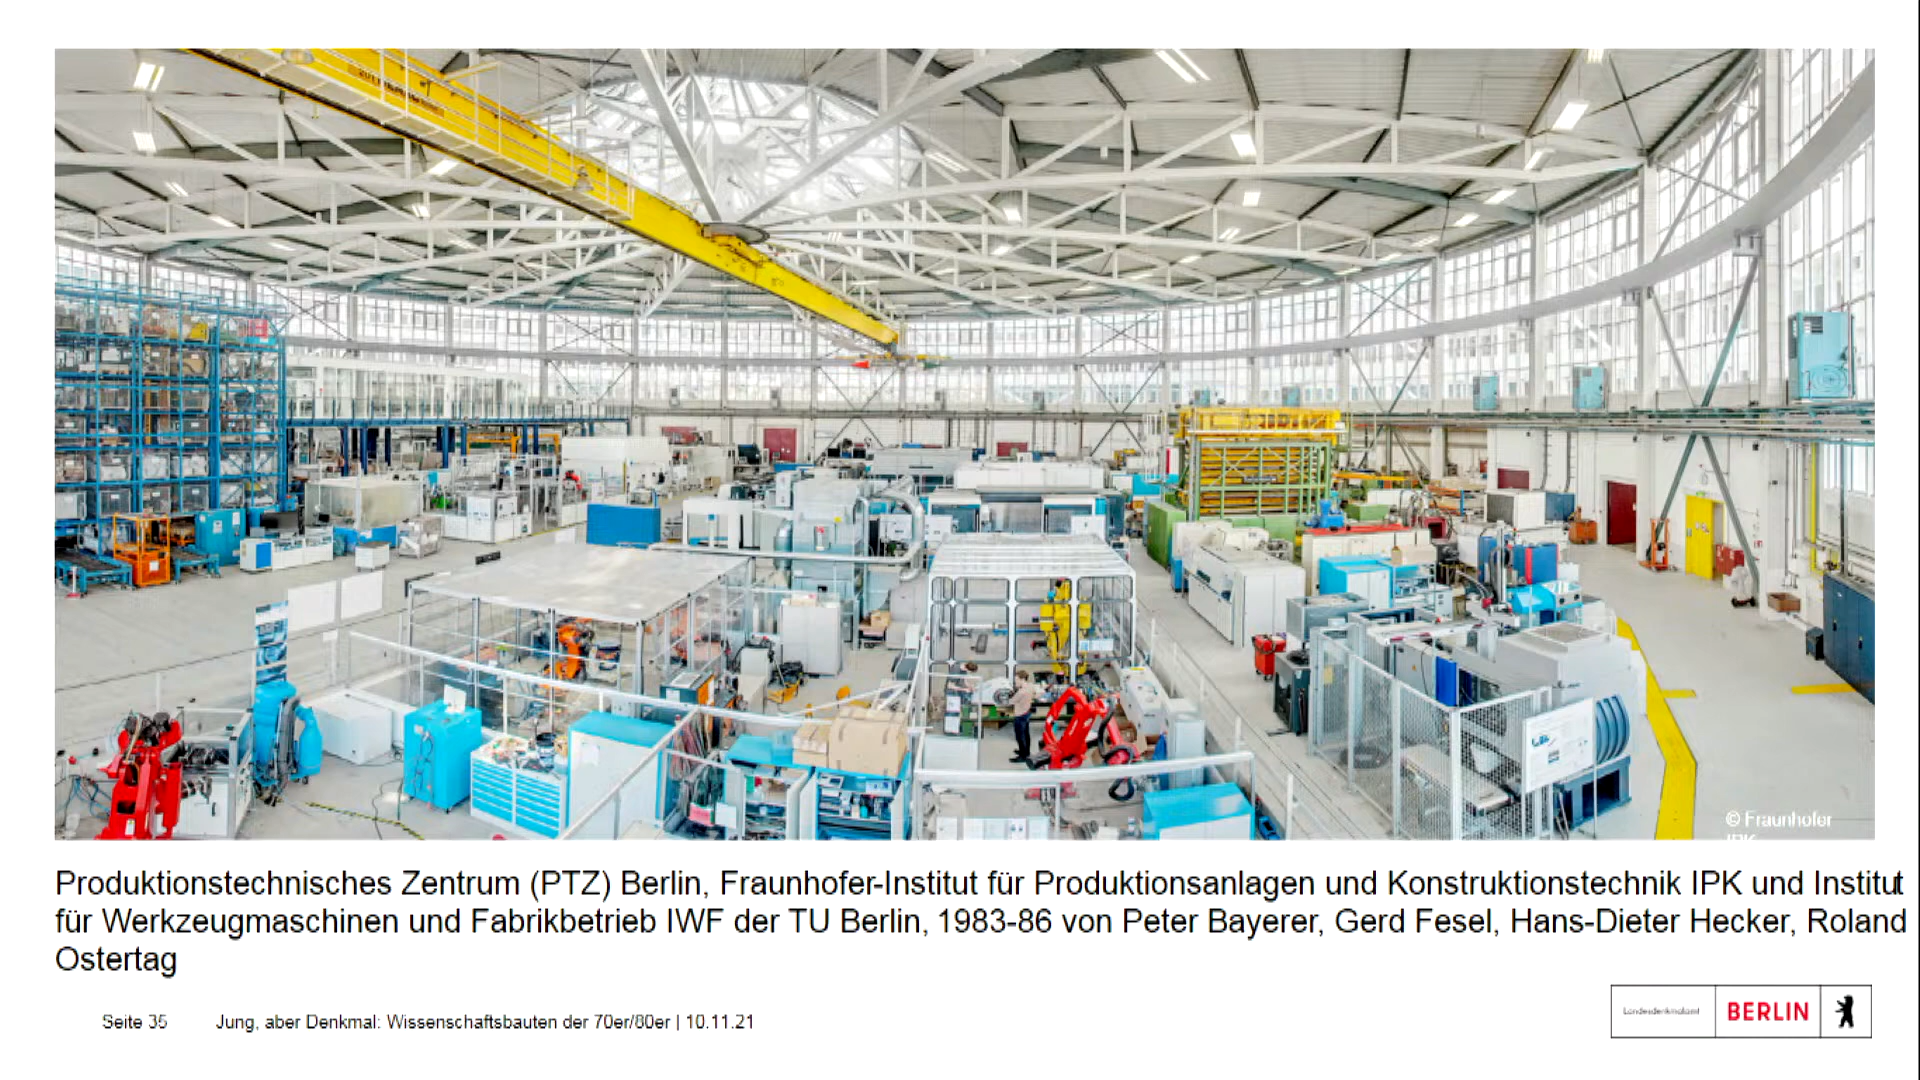 © Fraunhofer
IPK
Produktionstechnisches Zentrum (PTZ) Berlin, Fraunhofer-Institut für Produktionsanlagen und Konstruktionstechnik IPK und Institut
für Werkzeugmaschinen und Fabrikbetrieb IWF der TU Berlin, 1983-86 von Peter Bayerer, Gerd Fesel, Hans-Dieter Hecker, Roland
Ostertag
Seite 35 Jung, aber Denkmal: Wissenschaftsbauten der 70er/80er | 10.11.21
Landesdenkmalamt BERLIN